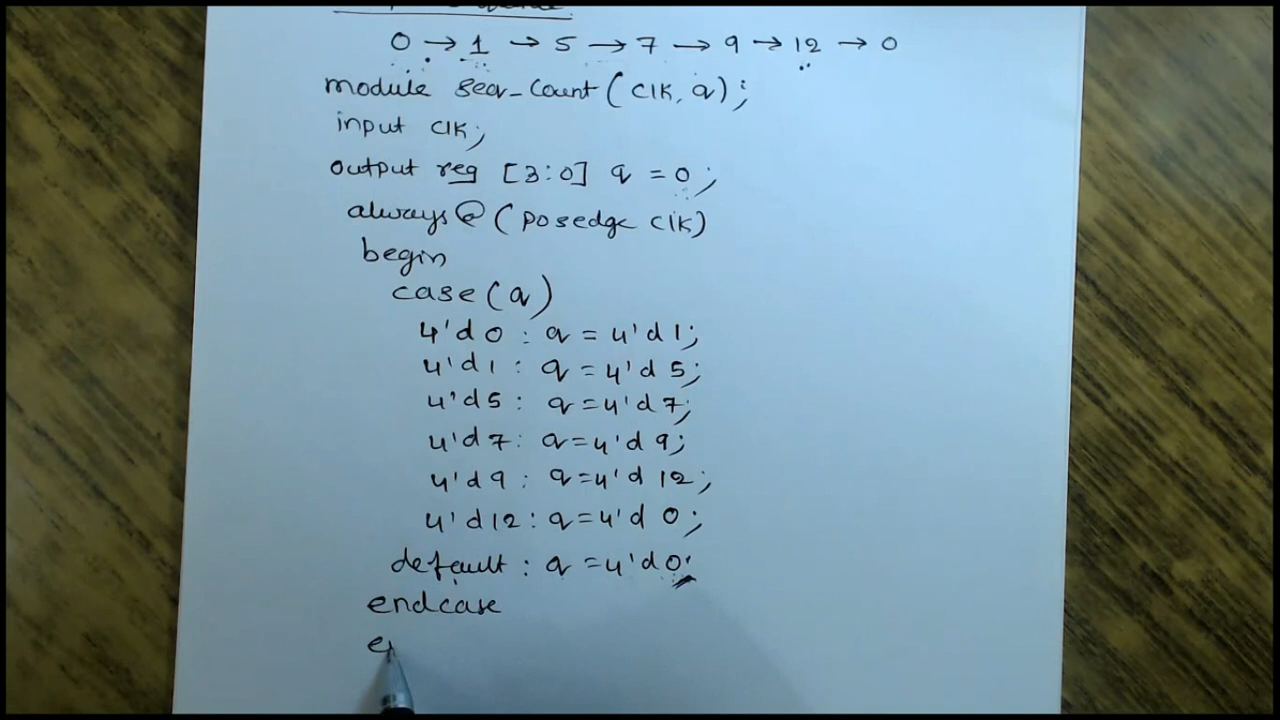 0 → 1 → 5 → 7 → 9 → 12 → 0
module seq_count(clk, q);
input clk;
output reg [3:0] q = 0;
always@(posedge clk)
begin
case(q)
4'd0 : q = 4'd1;
4'd1 : q = 4'd5;
4'd5 : q = 4'd7;
4'd7 : q = 4'd9;
4'd9 : q = 4'd12;
4'd12 : q = 4'd0;
default : q = 4'd0;
endcase
e